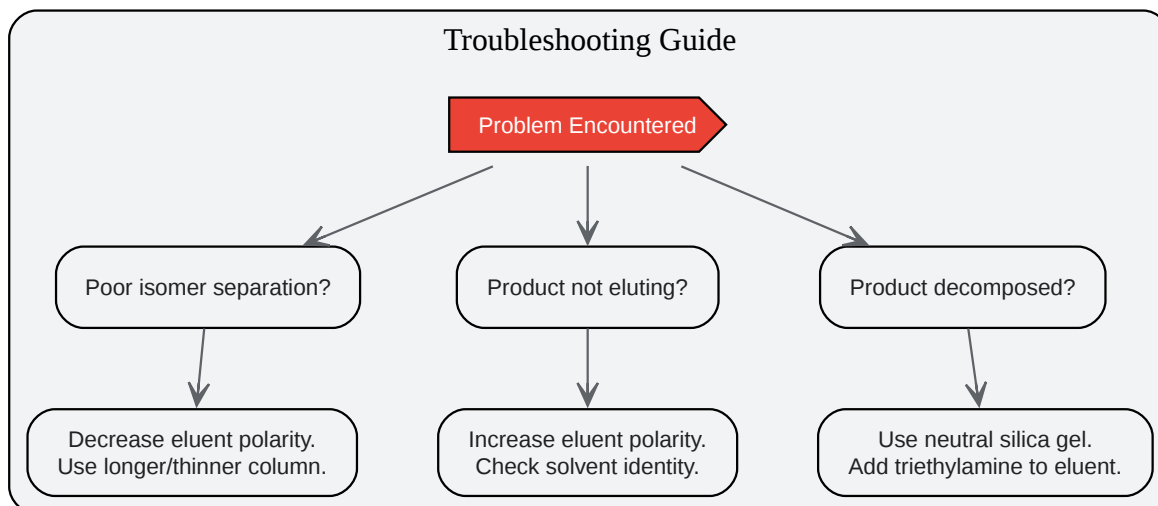 Troubleshooting Guide
Problem Encountered
Poor isomer separation?
Product not eluting?
Product decomposed?
Decrease eluent polarity.
Use longer/thinner column.
Increase eluent polarity.
Check solvent identity.
Use neutral silica gel.
Add triethylamine to eluent.